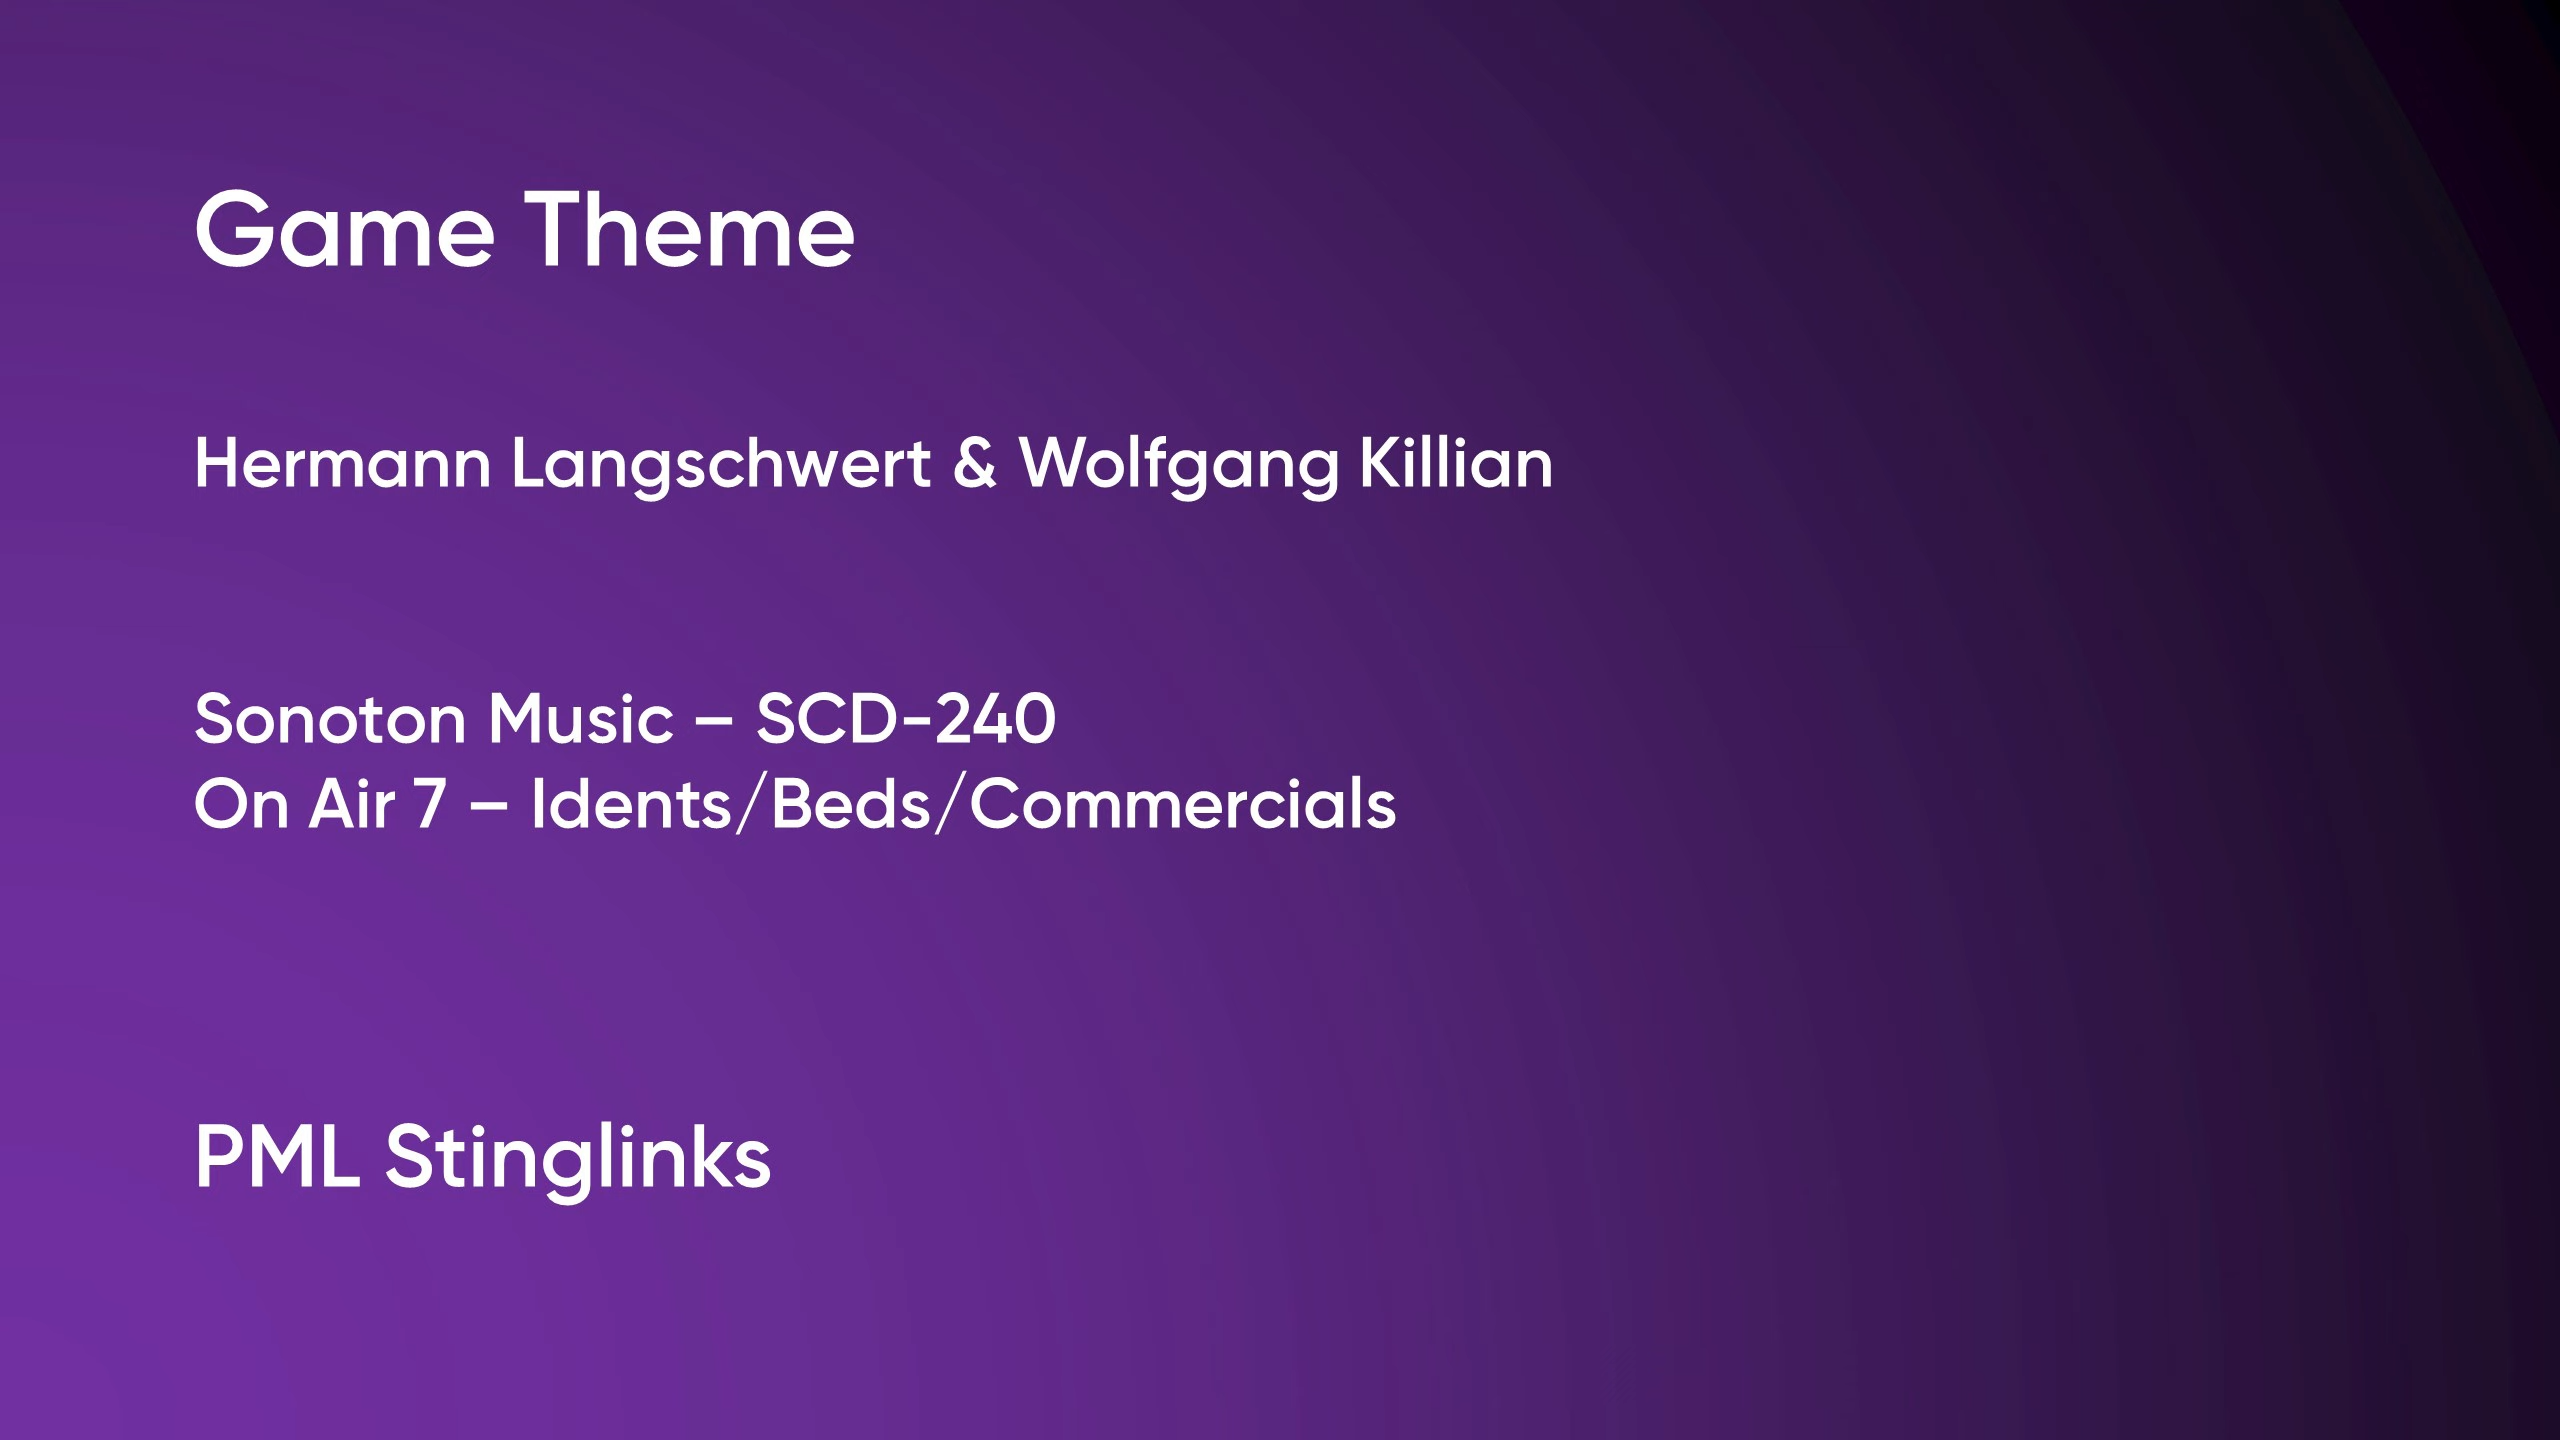 Game Theme
Hermann Langschwert & Wolfgang Killian
Sonoton Music – SCD-240
On Air 7 – Idents/Beds/Commercials
PML Stinglinks